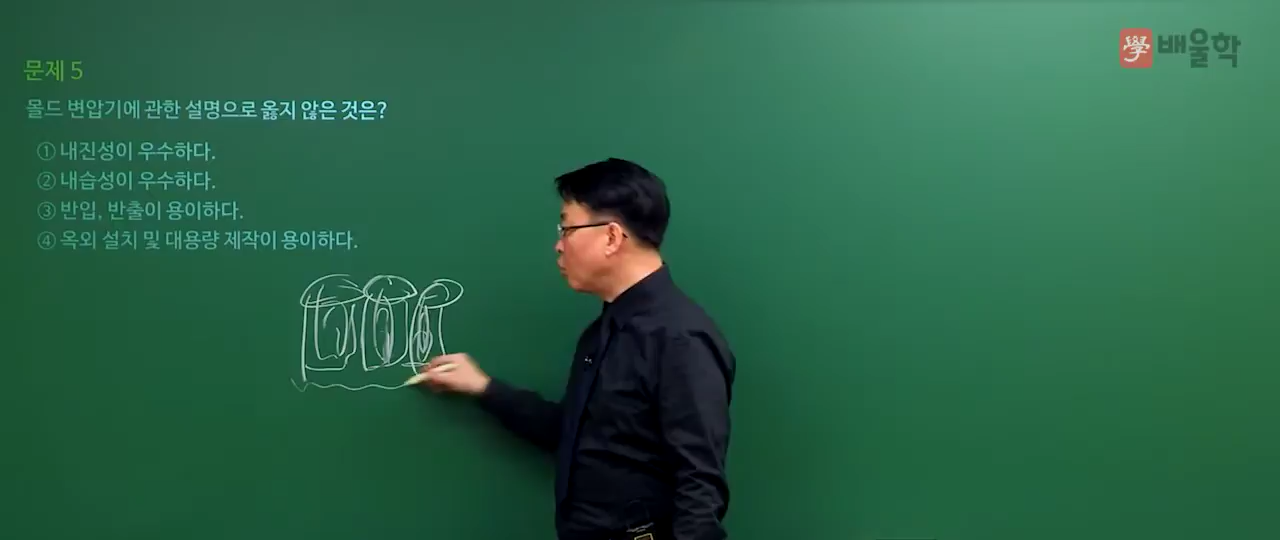 學 배울학
문제 5
몰드 변압기에 관한 설명으로 옳지 않은 것은?
① 내진성이 우수하다.
② 내습성이 우수하다.
③ 반입, 반출이 용이하다.
④ 옥외 설치 및 대용량 제작이 용이하다.